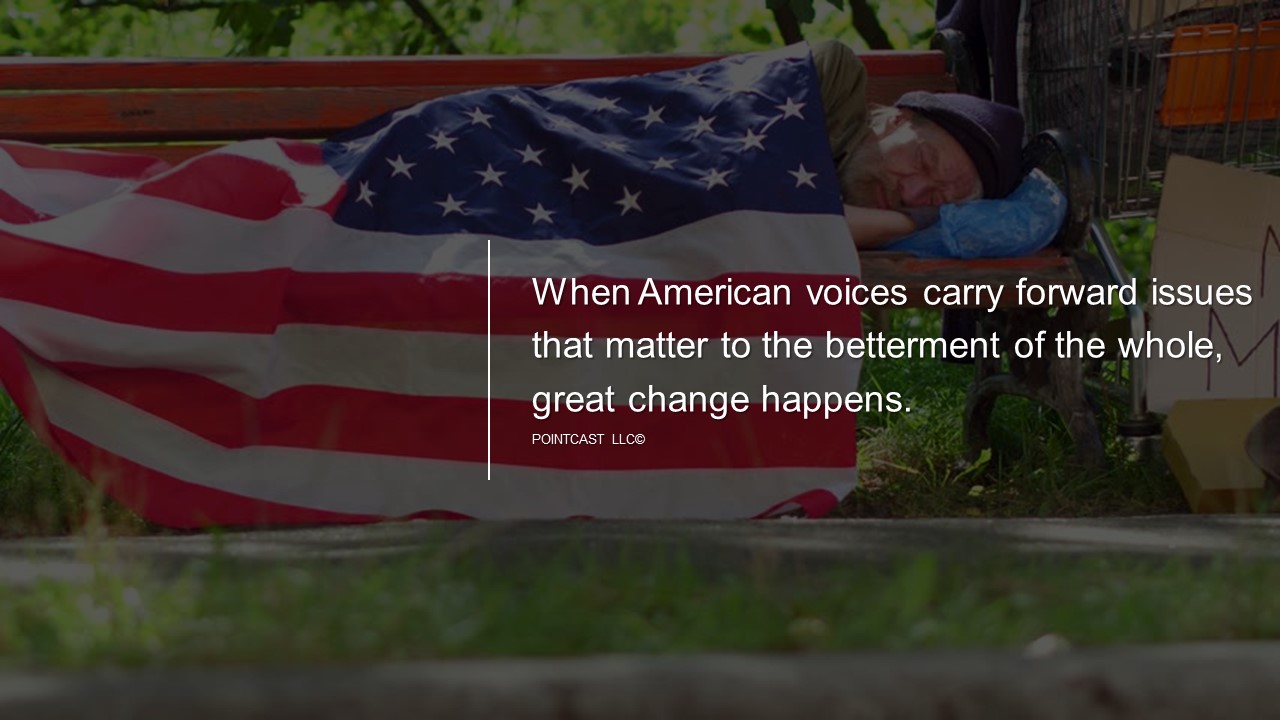 When American voices carry forward issues
that matter to the betterment of the whole,
great change happens.
POINTCAST LLC©